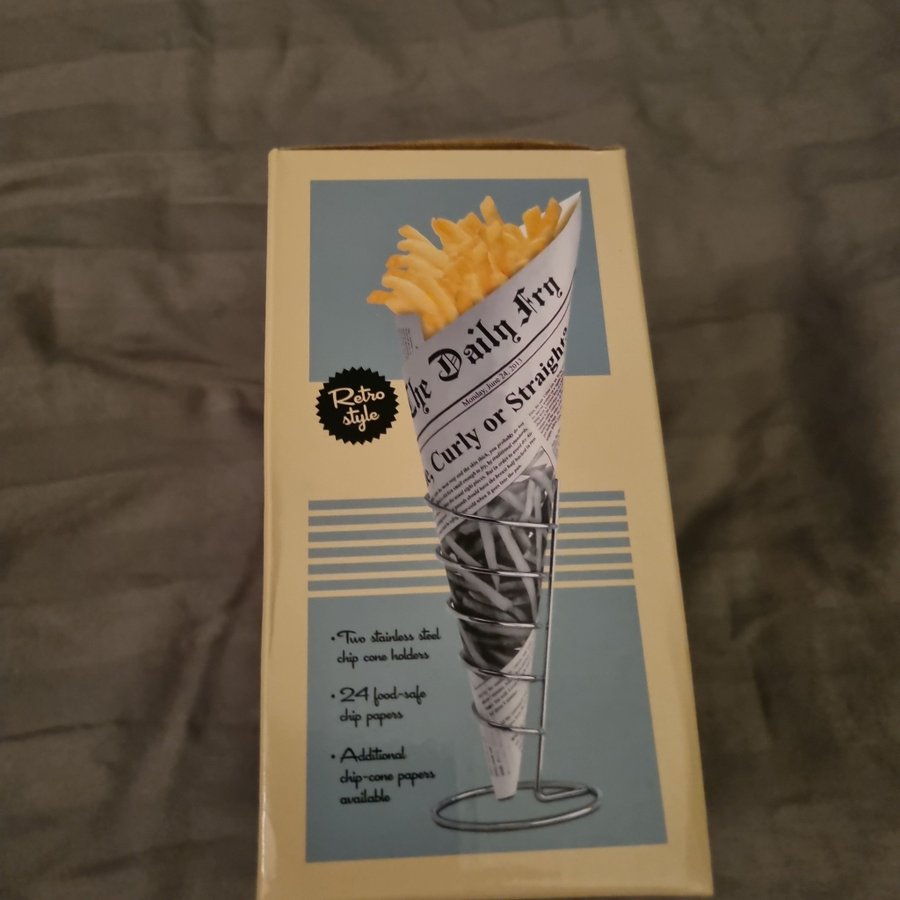 The Daily Fry
Monday, June 24, 2013
Curly or Straight?
Retro
style
• Two stainless steel
chip cone holders
• 24 food-safe
chip papers
• Additional
chip-cone papers
available